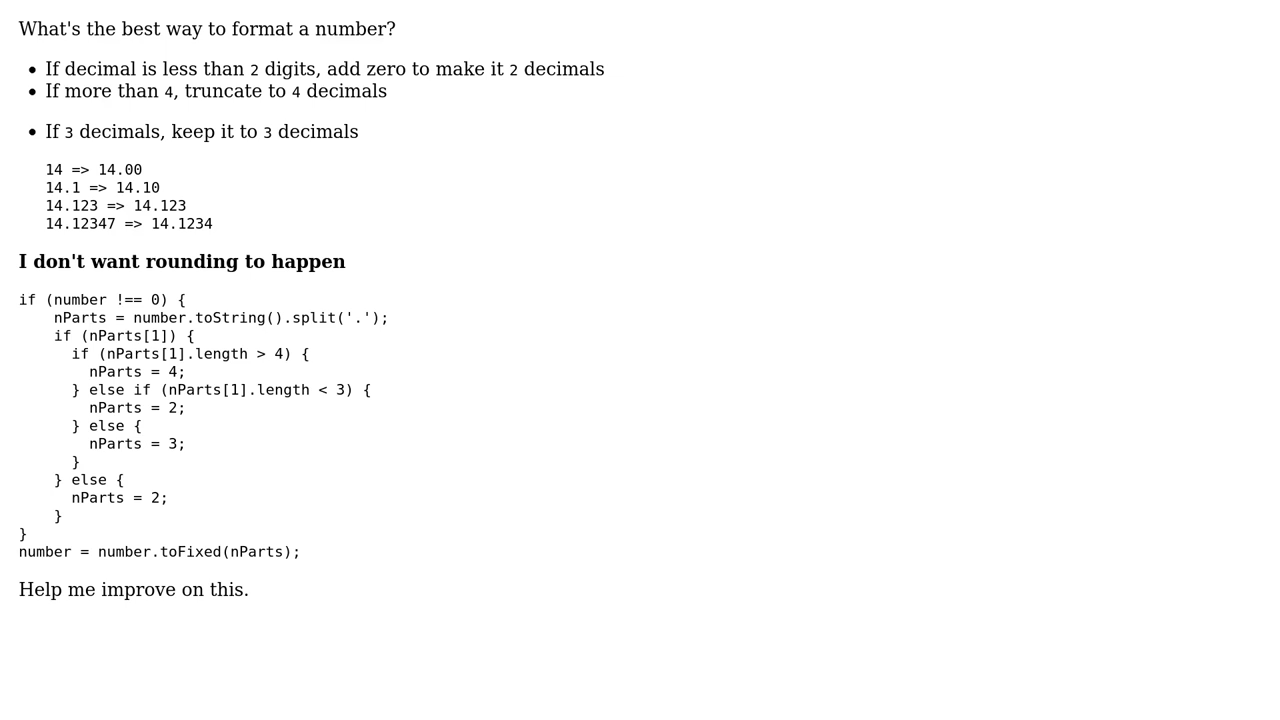 What's the best way to format a number?
If decimal is less than 2 digits, add zero to make it 2 decimals
If more than 4, truncate to 4 decimals
If 3 decimals, keep it to 3 decimals
14 => 14.00
14.1 => 14.10
14.123 => 14.123
14.12347 => 14.1234
I don't want rounding to happen
if (number !== 0) {
    nParts = number.toString().split('.');
    if (nParts[1]) {
      if (nParts[1].length > 4) {
        nParts = 4;
      } else if (nParts[1].length < 3) {
        nParts = 2;
      } else {
        nParts = 3;
      }
    } else {
      nParts = 2;
    }
}
number = number.toFixed(nParts);
Help me improve on this.